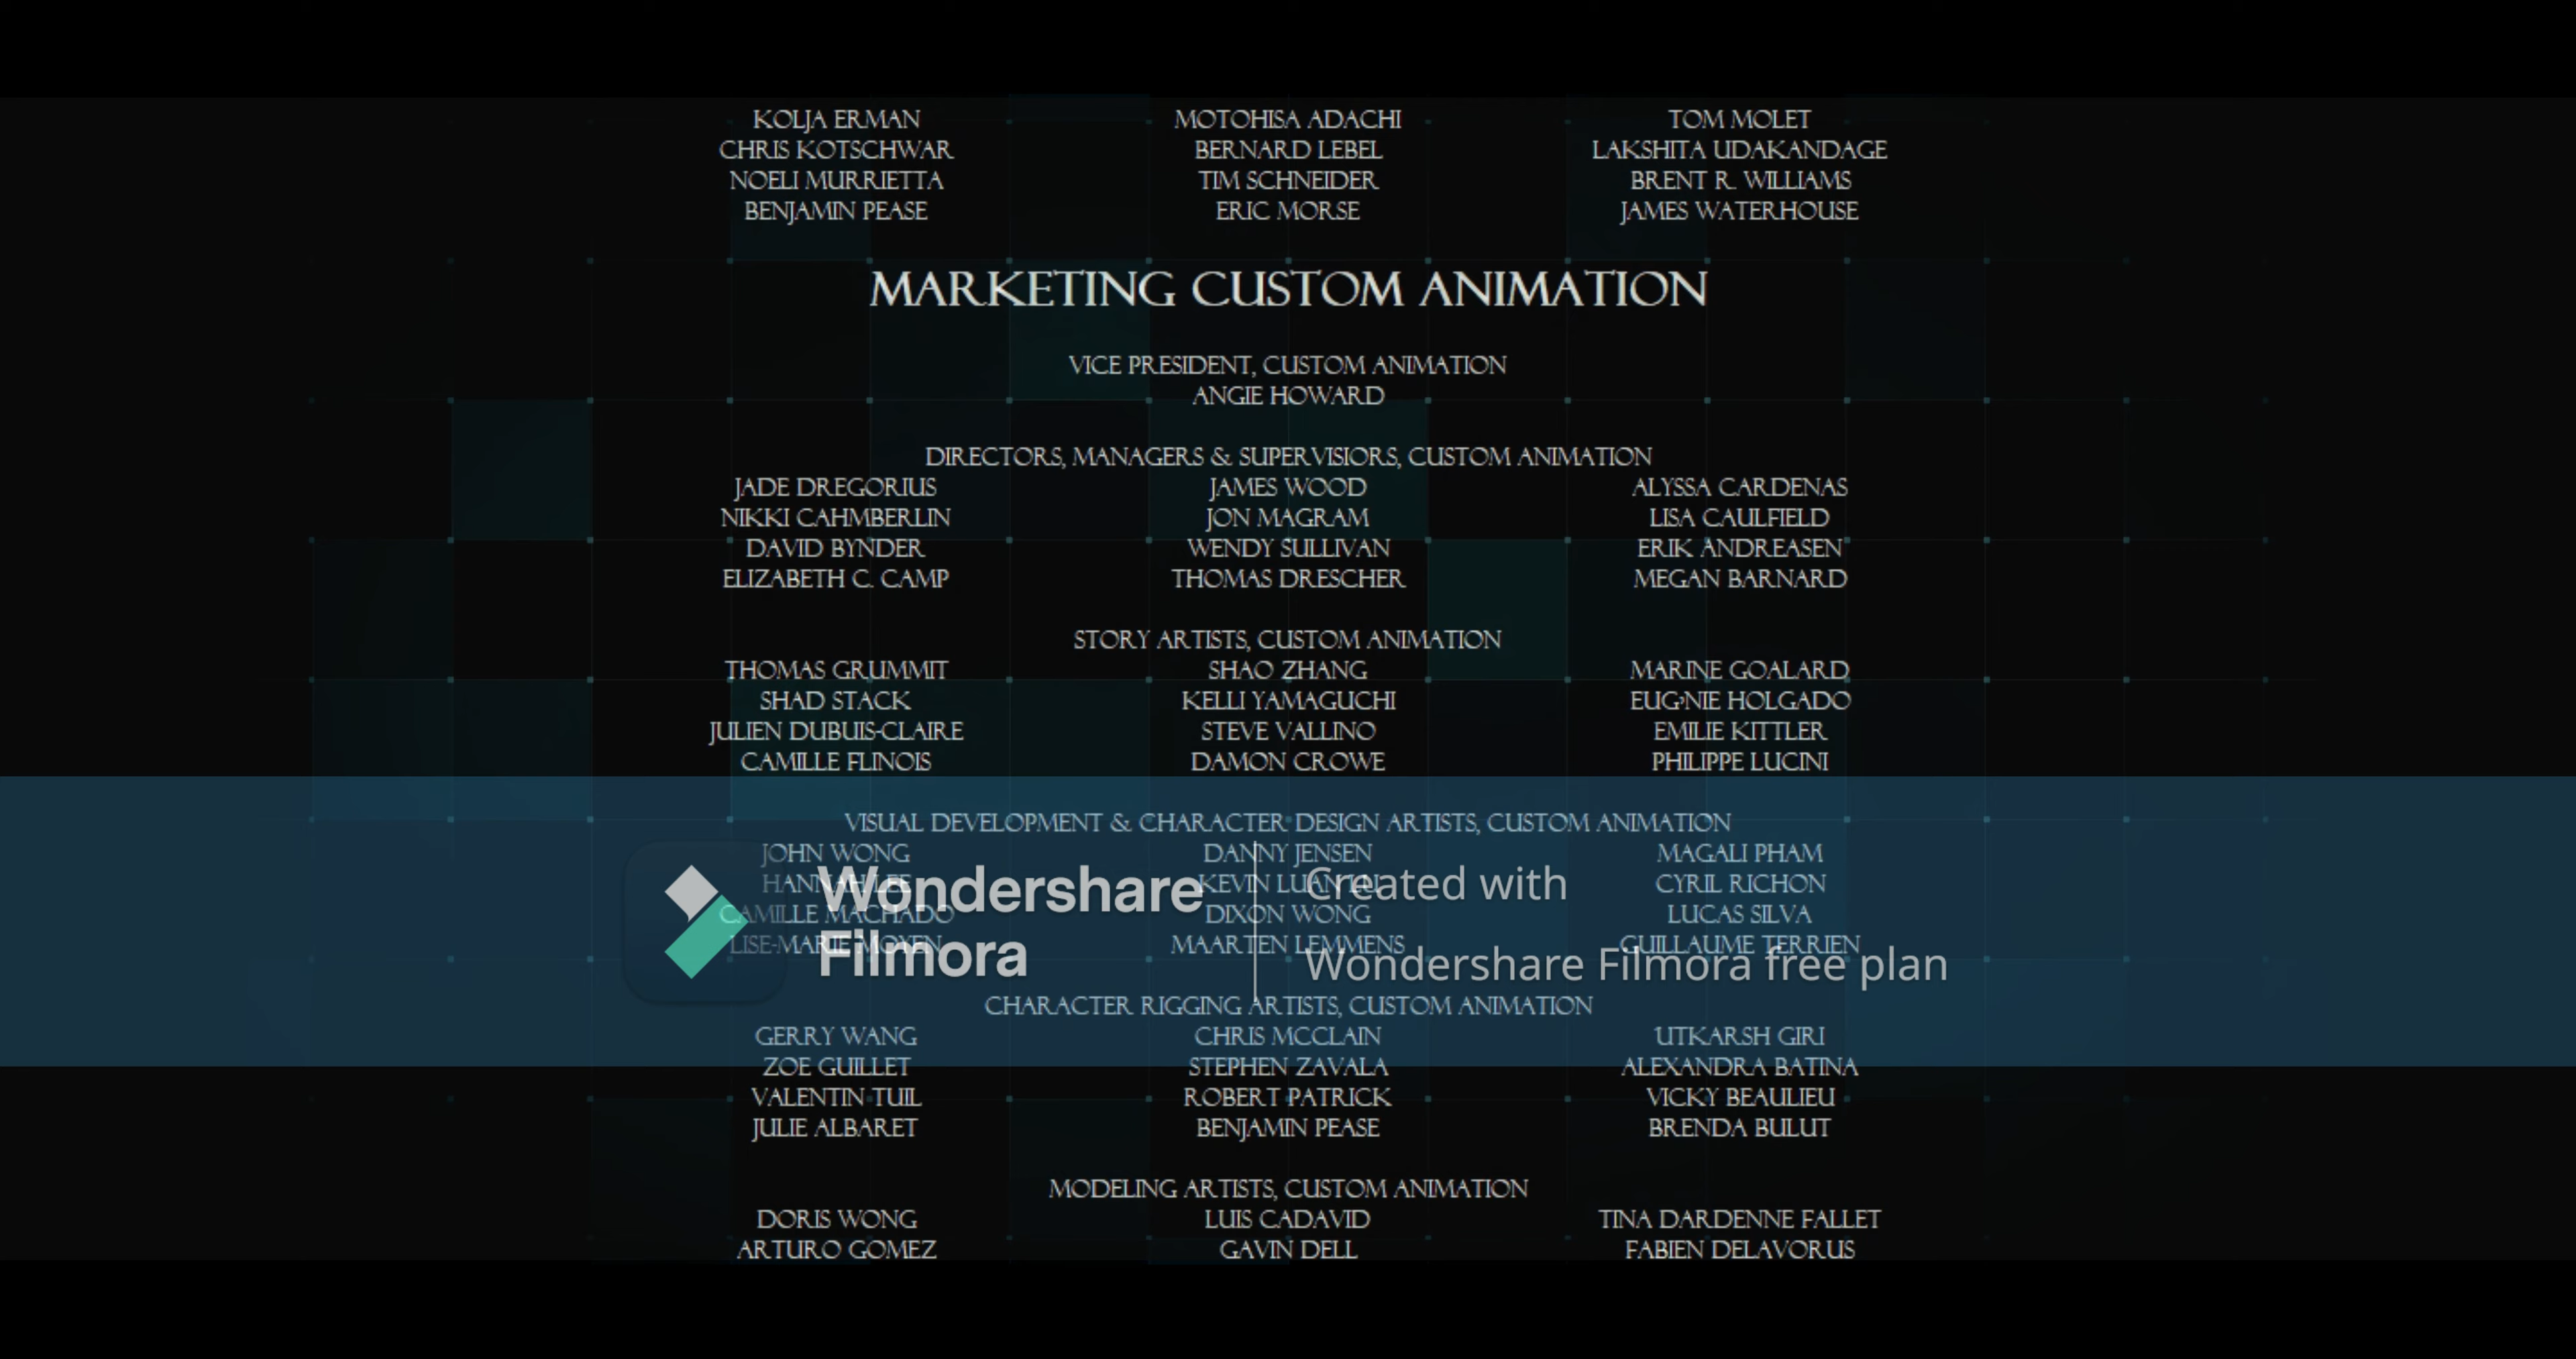 KOLJA ERMAN MOTOHISA ADACHI TOM MOLET
CHRIS KOTSCHWAR BERNARD LEBEL LAKSHITA UDAKANDAGE
NOELI MURRIETTA TIM SCHNEIDER BRENT R. WILLIAMS
BENJAMIN PEASE ERIC MORSE JAMES WATERHOUSE
MARKETING CUSTOM ANIMATION
VICE PRESIDENT, CUSTOM ANIMATION
ANGIE HOWARD
DIRECTORS, MANAGERS & SUPERVISIORS, CUSTOM ANIMATION
JADE DREGORIUS JAMES WOOD ALYSSA CARDENAS
NIKKI CAHMBERLIN JON MAGRAM LISA CAULFIELD
DAVID BYNDER WENDY SULLIVAN ERIK ANDREASEN
ELIZABETH C. CAMP THOMAS DRESCHER MEGAN BARNARD
STORY ARTISTS, CUSTOM ANIMATION
THOMAS GRUMMIT SHAO ZHANG MARINE GOALARD
SHAD STACK KELLI YAMAGUCHI EUG›NIE HOLGADO
JULIEN DUBUIS-CLAIRE STEVE VALLINO EMILIE KITTLER
CAMILLE FLINOIS DAMON CROWE PHILIPPE LUCINI
VISUAL DEVELOPMENT & CHARACTER DESIGN ARTISTS, CUSTOM ANIMATION
JOHN WONG DANNY JENSEN MAGALI PHAM
HANNAH LEE KEVIN LUAN CYRIL RICHON
CAMILLE MACHADO DIXON WONG LUCAS SILVA
LISE-MARIE MOYEN MAARTEN LEMMENS GUILLAUME TERRIEN
Wondershare
Filmora
Created with
Wondershare Filmora free plan
CHARACTER RIGGING ARTISTS, CUSTOM ANIMATION
GERRY WANG CHRIS MCCLAIN 'UTKARSH GIRI
ZOE GUILLET STEPHEN ZAVALA ALEXANDRA BATINA
VALENTIN TUIL ROBERT PATRICK VICKY BEAULIEU
JULIE ALBARET BENJAMIN PEASE BRENDA BULUT
MODELING ARTISTS, CUSTOM ANIMATION
DORIS WONG LUIS CADAVID TINA DARDENNE FALLET
ARTURO GOMEZ GAVIN DELL FABIEN DELAVORUS